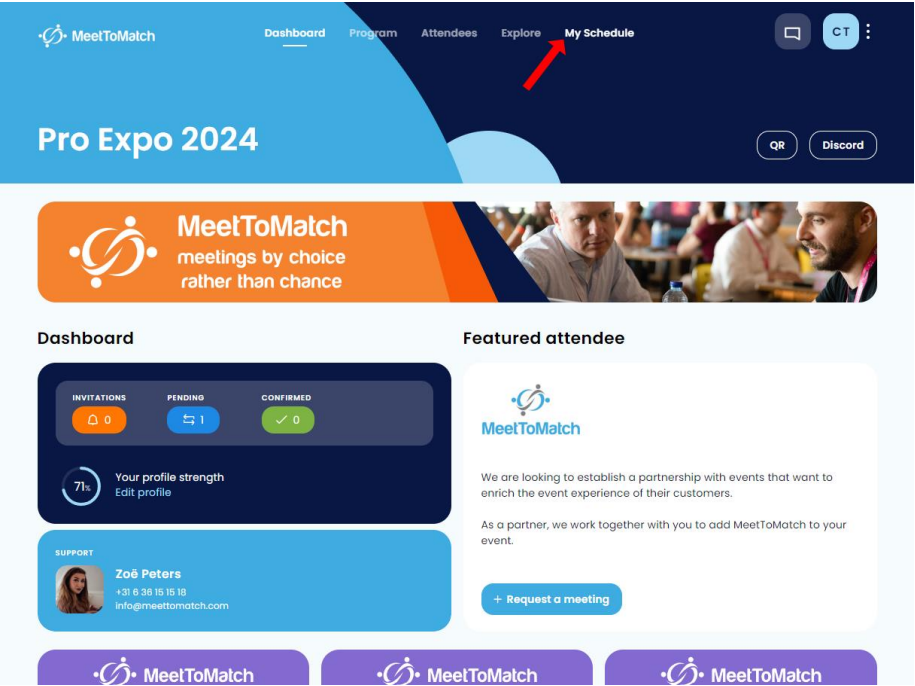 MeetToMatch
Dashboard Program Attendees Explore My Schedule
CT
Pro Expo 2024
QR Discord
MeetToMatch
meetings by choice
rather than chance
Dashboard
INVITATIONS PENDING CONFIRMED
0 1 0
71%
Your profile strength
Edit profile
SUPPORT
Zoë Peters
+31 6 36 15 15 18
info@meettomatch.com
Featured attendee
MeetToMatch
We are looking to establish a partnership with events that want to
enrich the event experience of their customers.
As a partner, we work together with you to add MeetToMatch to your
event.
+ Request a meeting
MeetToMatch MeetToMatch MeetToMatch